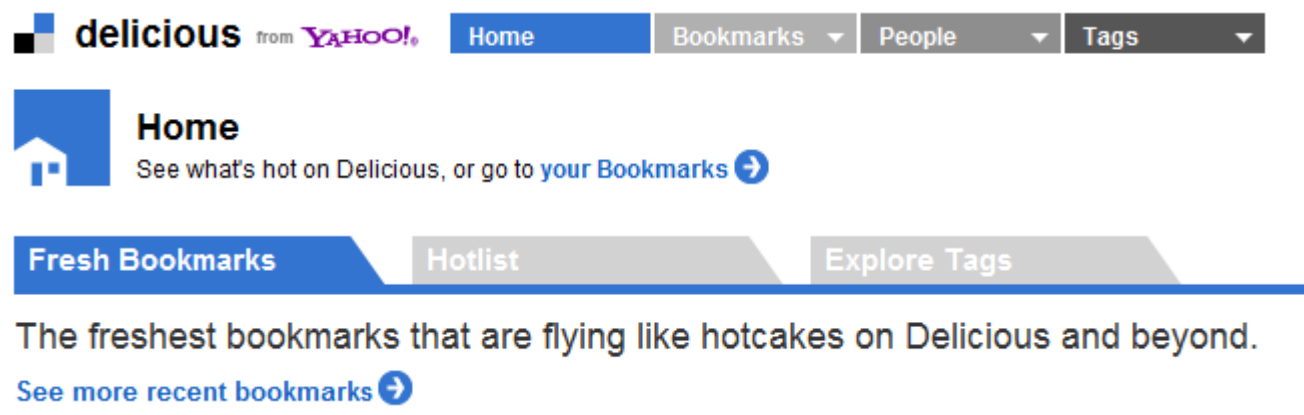 delicious from YAHOO!® Home Bookmarks People Tags
Home
See what's hot on Delicious, or go to your Bookmarks
Fresh Bookmarks Hotlist Explore Tags
The freshest bookmarks that are flying like hotcakes on Delicious and beyond.
See more recent bookmarks